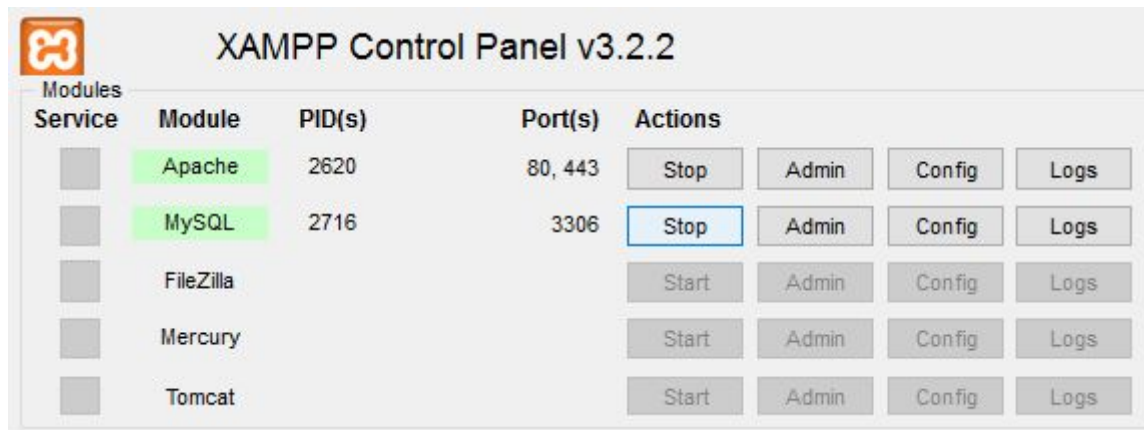 XAMPP Control Panel v3.2.2
Modules
Service Module PID(s) Port(s) Actions
Apache 2620 80, 443 Stop Admin Config Logs
MySQL 2716 3306 Stop Admin Config Logs
FileZilla Start Admin Config Logs
Mercury Start Admin Config Logs
Tomcat Start Admin Config Logs